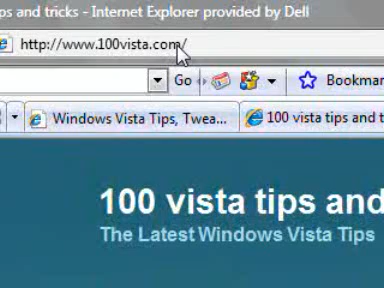 ps and tricks - Internet Explorer provided by Dell
http://www.100vista.com/
Go
Bookmar
Windows Vista Tips, Twea...
100 vista tips and t
100 vista tips and
The Latest Windows Vista Tips